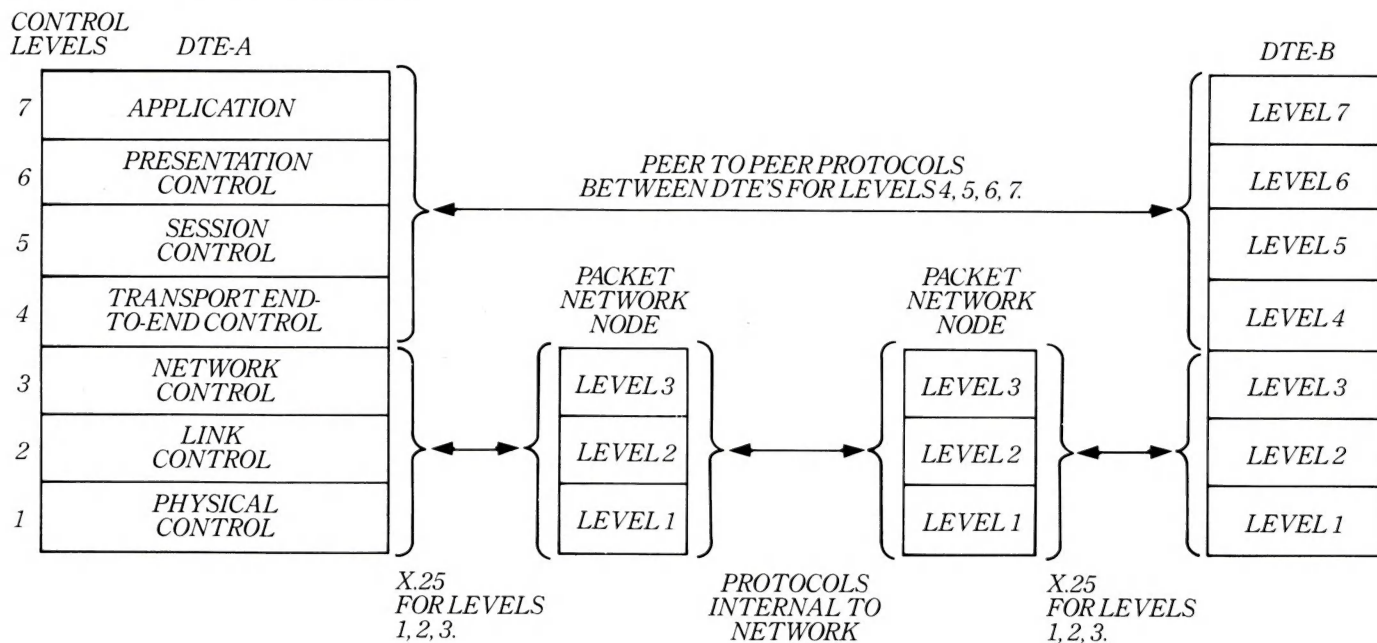 CONTROL
LEVELS
DTE-A
DTE-B
7
APPLICATION
6
PRESENTATION
CONTROL
5
SESSION
CONTROL
4
TRANSPORT END-
TO-END CONTROL
3
NETWORK
CONTROL
2
LINK
CONTROL
1
PHYSICAL
CONTROL
PEER TO PEER PROTOCOLS
BETWEEN DTE'S FOR LEVELS 4, 5, 6, 7.
PACKET
NETWORK
NODE
LEVEL 3
LEVEL 2
LEVEL 1
PACKET
NETWORK
NODE
LEVEL 3
LEVEL 2
LEVEL 1
LEVEL 7
LEVEL 6
LEVEL 5
LEVEL 4
LEVEL 3
LEVEL 2
LEVEL 1
X.25
FOR LEVELS
1, 2, 3.
PROTOCOLS
INTERNAL TO
NETWORK
X.25
FOR LEVELS
1, 2, 3.